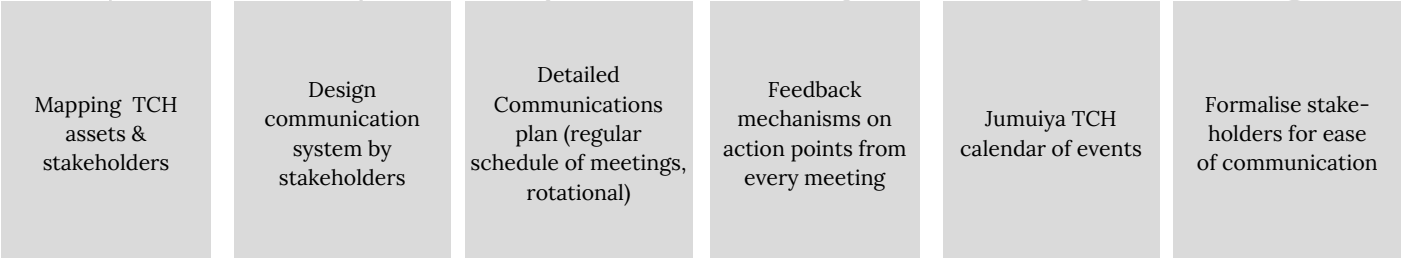 Mapping TCH
assets &
stakeholders
Design
communication
system by
stakeholders
Detailed
Communications
plan (regular
schedule of meetings,
rotational)
Feedback
mechanisms on
action points from
every meeting
Jumuiya TCH
calendar of events
Formalise stake-
holders for ease
of communication